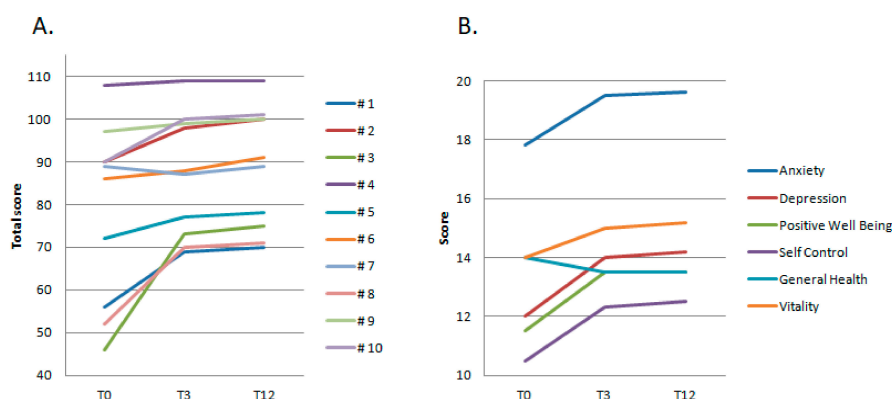 A.
Total score
110
100
90
80
70
60
50
40
T0
T3
T12
# 1
# 2
# 3
# 4
# 5
# 6
# 7
# 8
# 9
# 10
B.
Score
20
18
16
14
12
10
T0
T3
T12
Anxiety
Depression
Positive Well Being
Self Control
General Health
Vitality